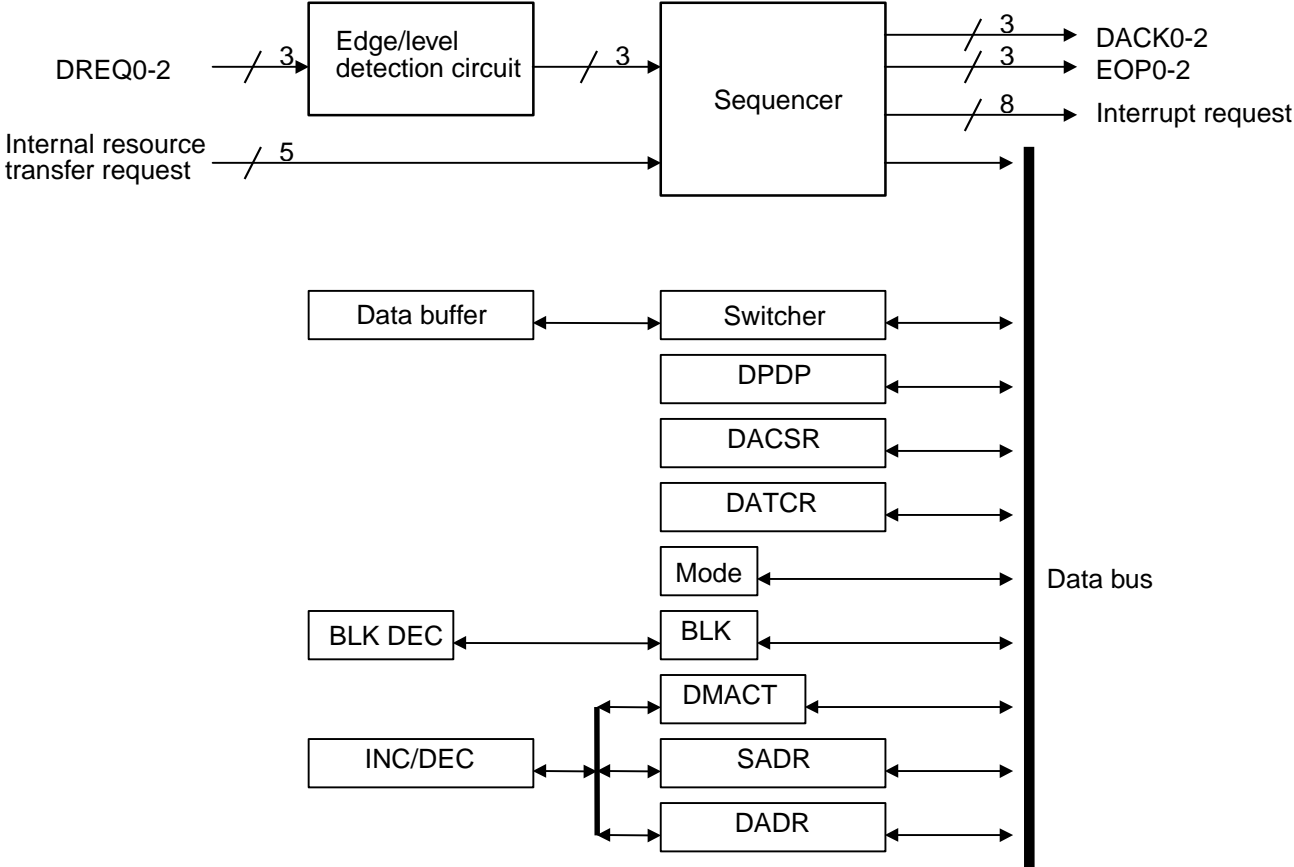 DREQ0-2
3
Edge/level
detection circuit
3
Sequencer
3
DACK0-2
3
EOP0-2
8
Interrupt request
Internal resource
transfer request
5
Data buffer
Switcher
DPDP
DACSR
DATCR
Mode
Data bus
BLK DEC
BLK
DMACT
INC/DEC
SADR
DADR